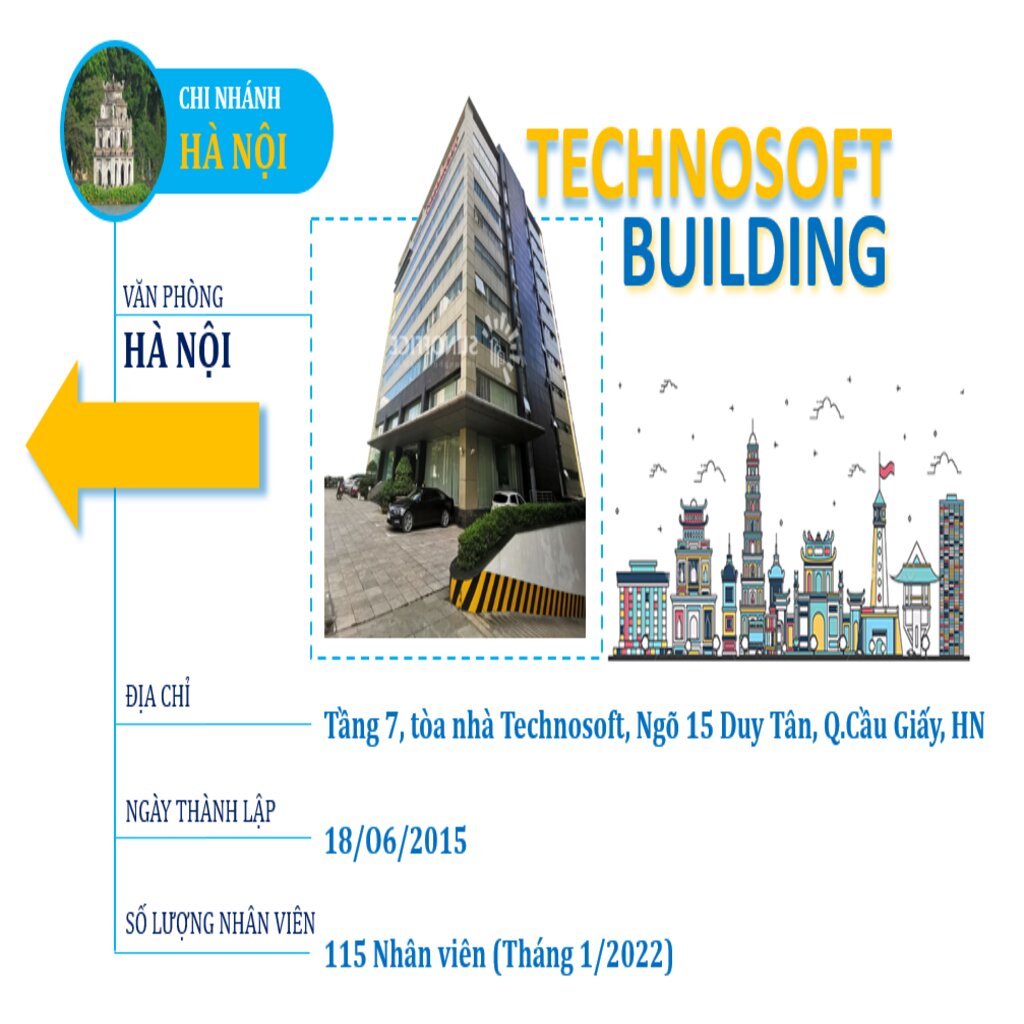 CHI NHÁNH
HÀ NỘI
TECHNOSOFT
BUILDING
VĂN PHÒNG
HÀ NỘI
ĐỊA CHỈ
Tầng 7, tòa nhà Technosoft, Ngõ 15 Duy Tân, Q.Cầu Giấy, HN
NGÀY THÀNH LẬP
18/06/2015
SỐ LƯỢNG NHÂN VIÊN
115 Nhân viên (Tháng 1/2022)